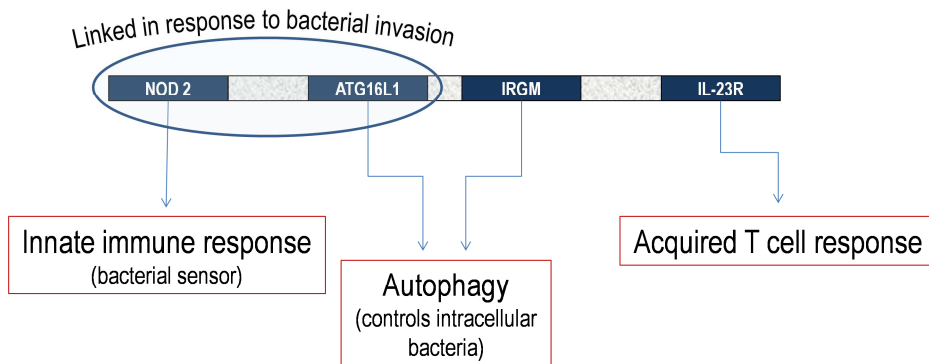 Linked in response to bacterial invasion
NOD 2
ATG16L1
IRGM
IL-23R
Innate immune response
(bacterial sensor)
Autophagy
(controls intracellular
bacteria)
Acquired T cell response